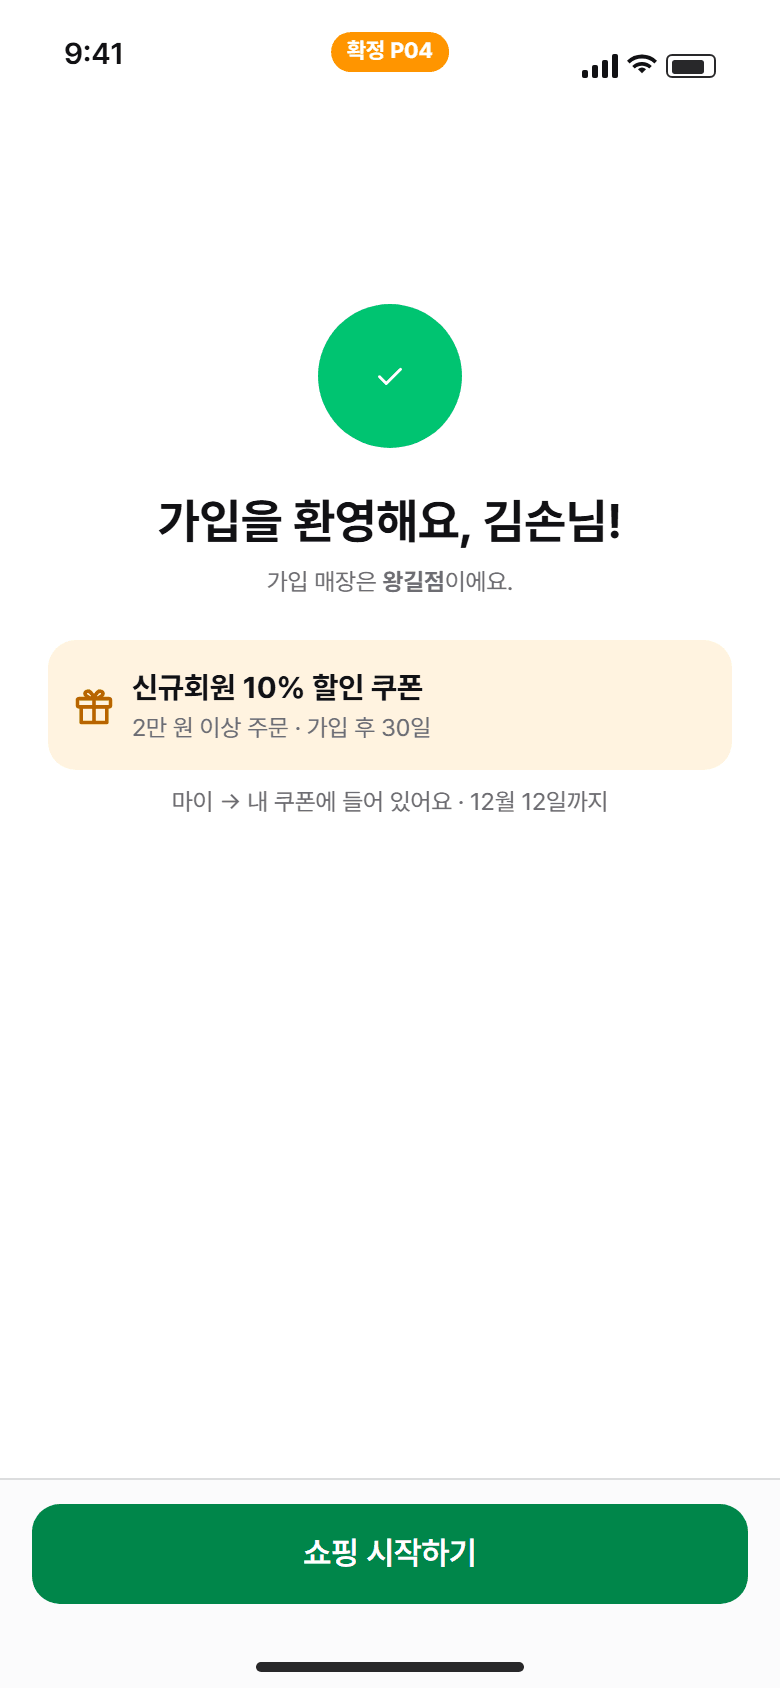 9:41
확정 P04
가입을 환영해요, 김손님!
가입 매장은 왕길점이에요.
신규회원 10% 할인 쿠폰
2만 원 이상 주문 · 가입 후 30일
마이 → 내 쿠폰에 들어 있어요 · 12월 12일까지
쇼핑 시작하기